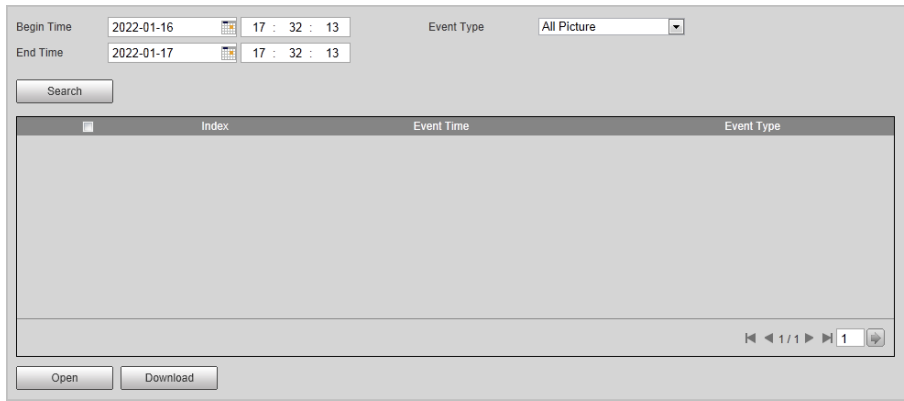 Begin Time 2022-01-16 17 : 32 : 13 Event Type All Picture
End Time 2022-01-17 17 : 32 : 13
Search
Index Event Time Event Type
1 / 1 1
Open Download